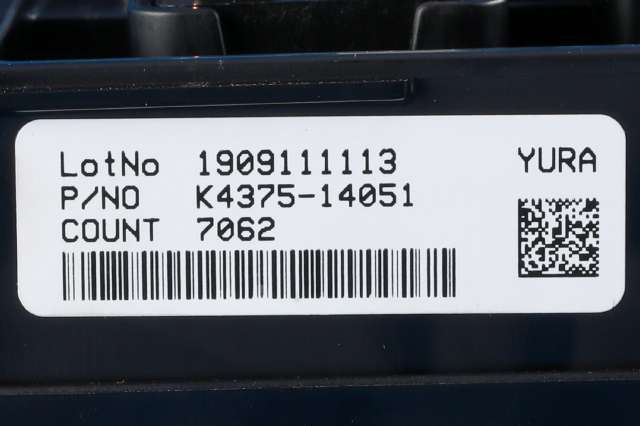 LotNo 1909111113 YURA
P/NO K4375-14051
COUNT 7062